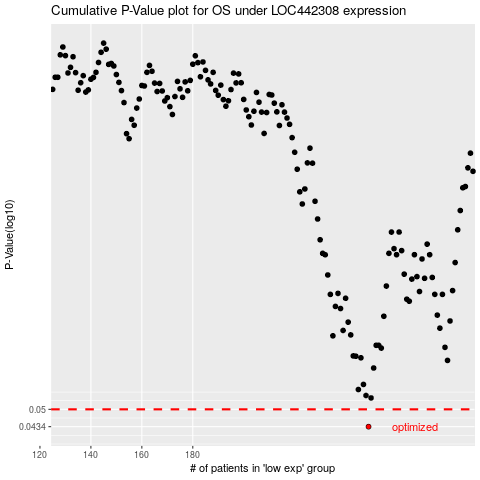 Cumulative P-Value plot for OS under LOC442308 expression
P-Value(log10)
0.05
0.0434
optimized
120 140 160 180
# of patients in 'low exp' group